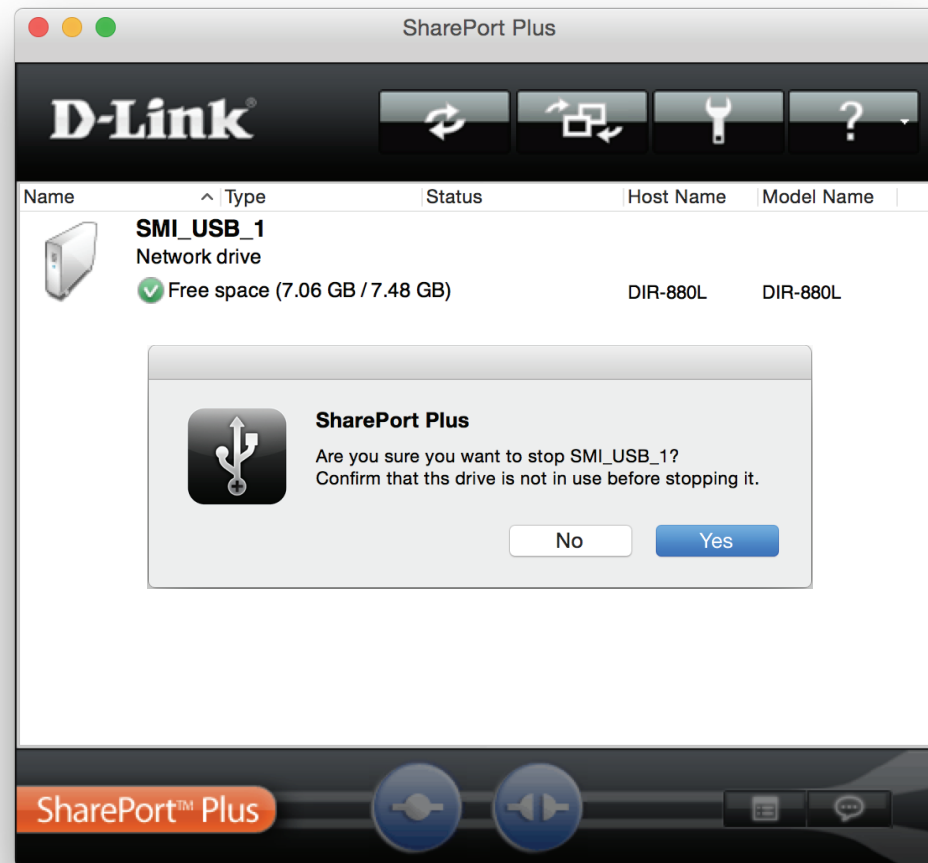 SharePort Plus
D-Link®
?
Name Type Status Host Name Model Name
SMI_USB_1
Network drive
Free space (7.06 GB / 7.48 GB) DIR-880L DIR-880L
SharePort Plus
Are you sure you want to stop SMI_USB_1?
Confirm that ths drive is not in use before stopping it.
No Yes
SharePort™ Plus